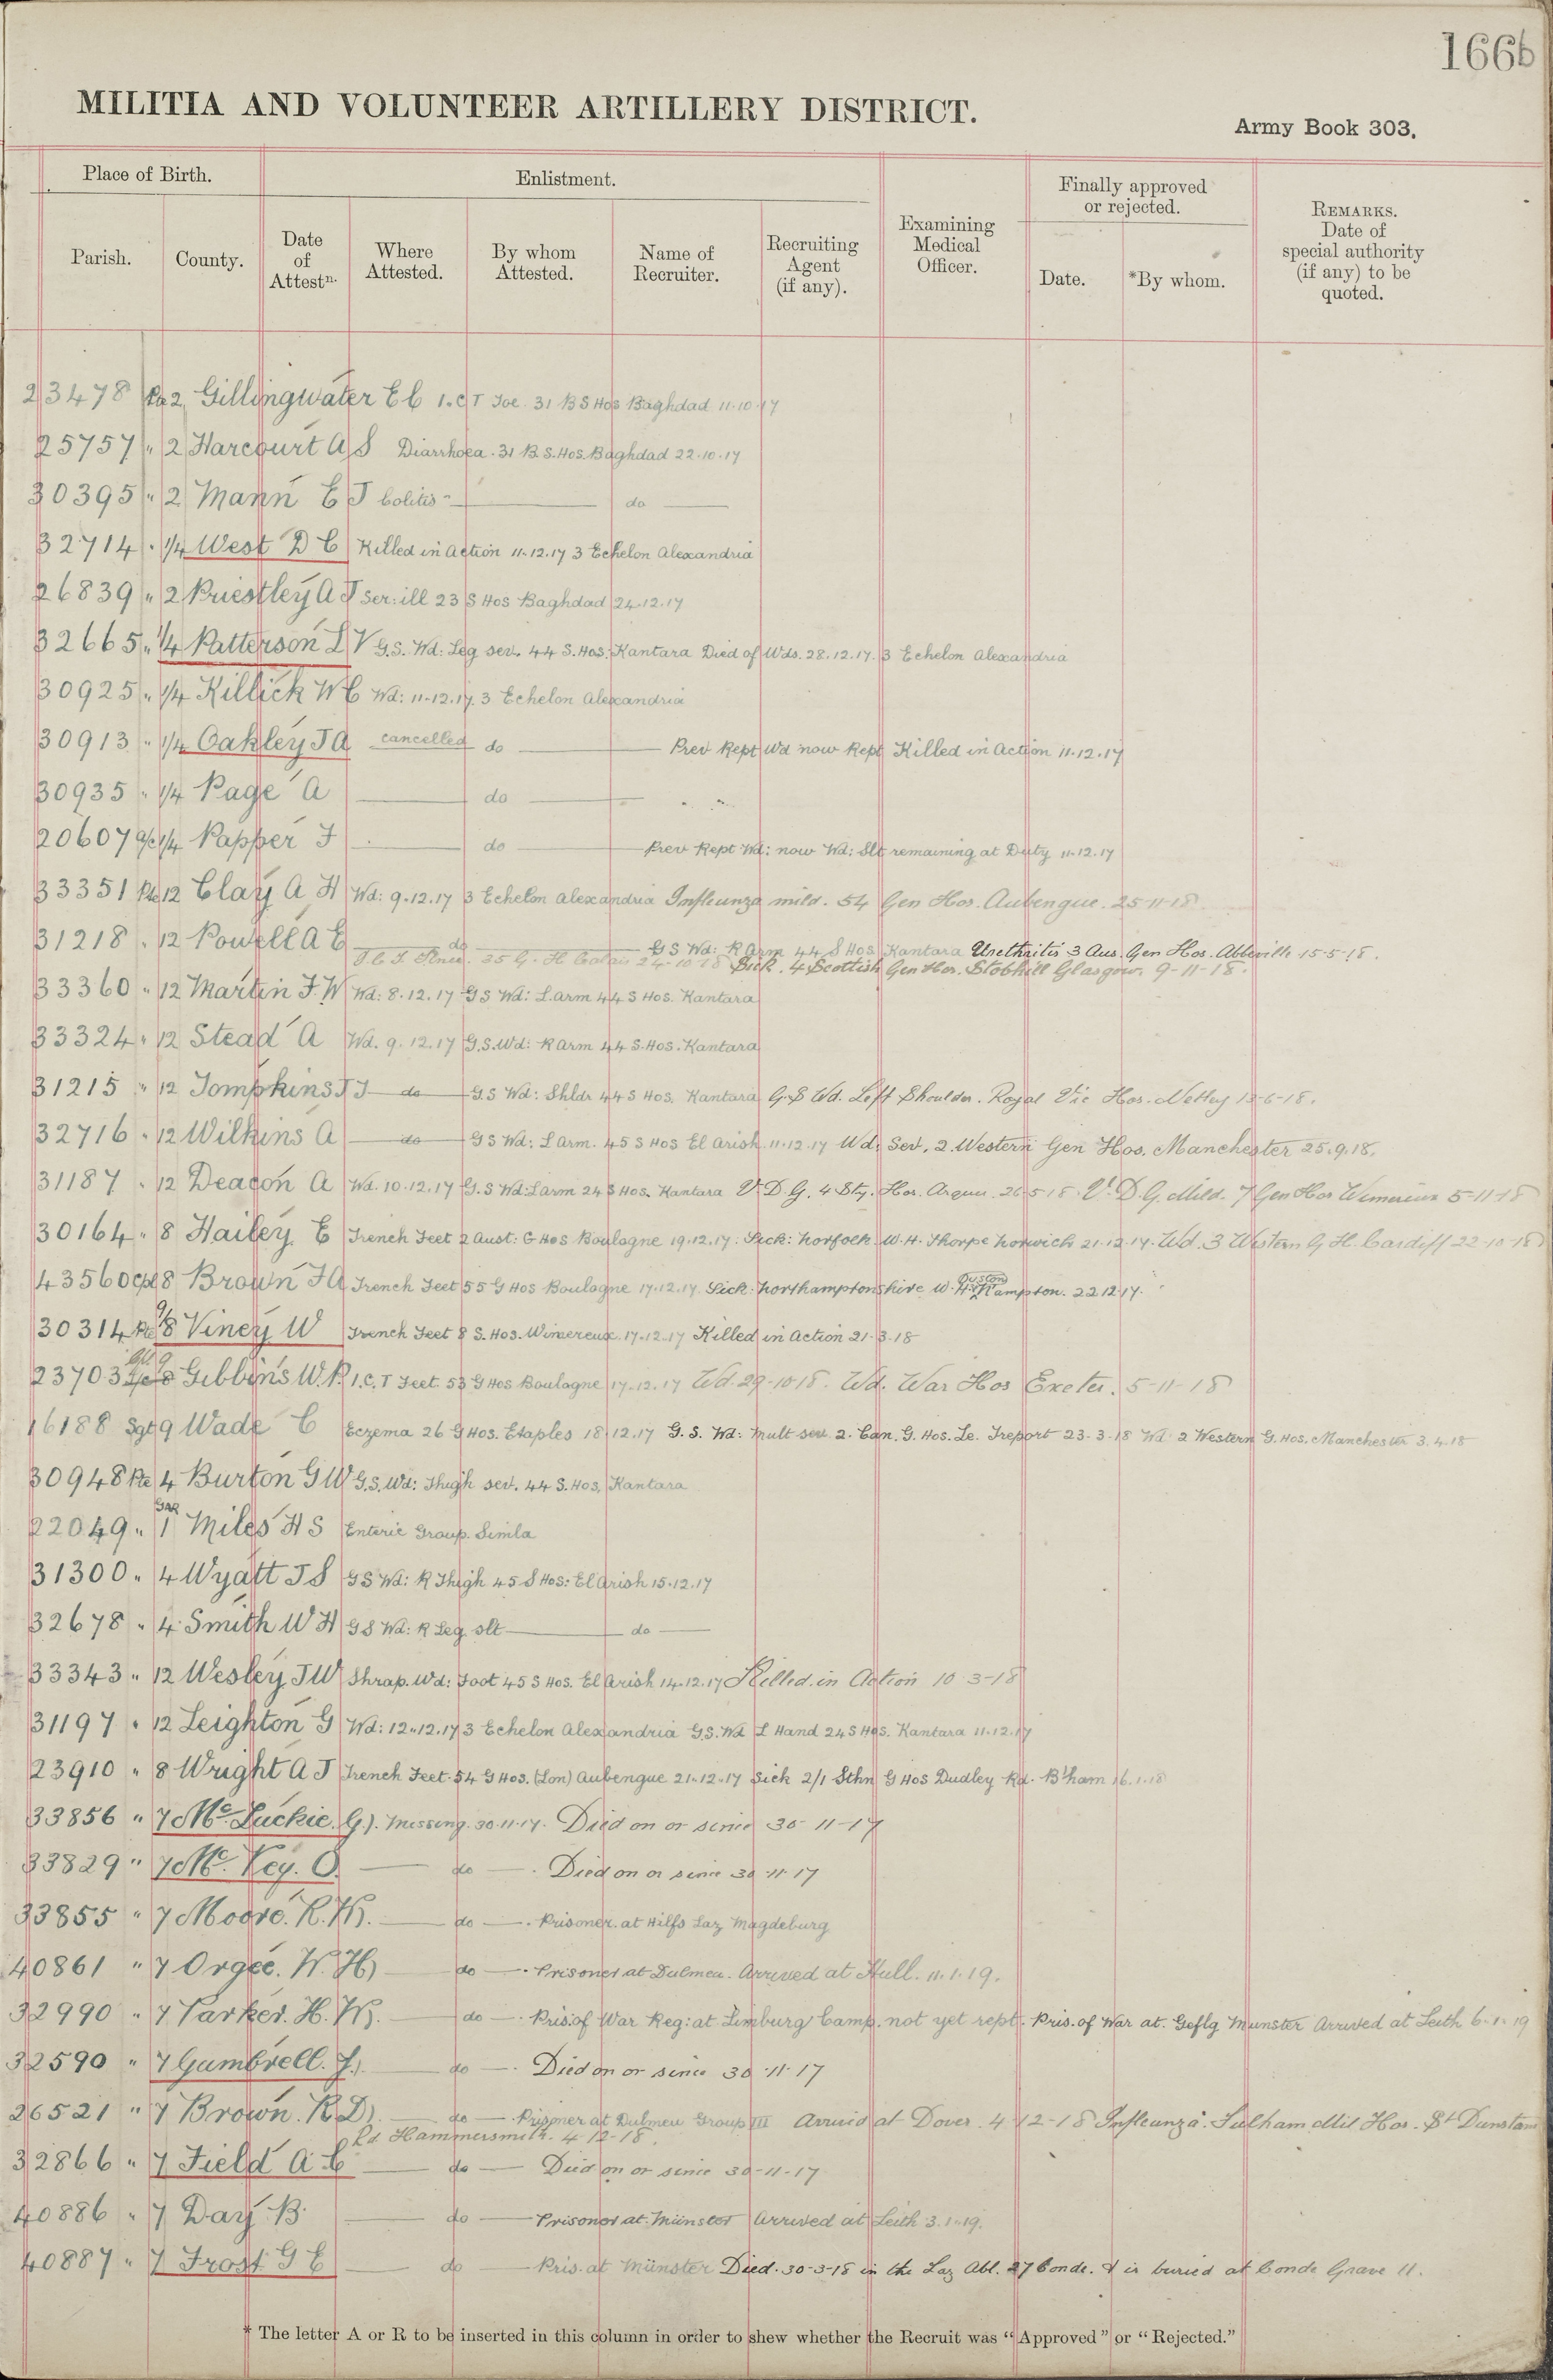 166b
MILITIA AND VOLUNTEER ARTILLERY DISTRICT.
Army Book 303.
Place of Birth.
Enlistment.
Finally approved or rejected.
Parish.
County.
Date of Attestn.
Where Attested.
By whom Attested.
Name of Recruiter.
Recruiting Agent (if any).
Examining Medical Officer.
Date.
*By whom.
REMARKS. Date of special authority (if any) to be quoted.
23478 Pte 2 Gillingwater E C I.C.T Toe. 31 B S Hos Baghdad 11.10.17
25757 " 2 Harcourt A S Diarrhoea. 31 B.S. Hos. Baghdad 22.10.17
30395 " 2 Mann E J Colitis - do
32714 " 1/4 West D C Killed in action 11.12.17 3 Echelon Alexandria
26839 " 2 Priestley A J ser: ill 23 S Hos Baghdad 24.12.17
32665 " 1/4 Patterson L V G.S. Wd: Leg sev. 44 S. Hos. Kantara Died of Wds. 28.12.17. 3 Echelon Alexandria
30925 " 1/4 Killick W C Wd: 11.12.17. 3 Echelon Alexandria
30913 " 1/4 Oakley J A cancelled do Prev Rept Wd now Rept Killed in Action 11.12.17
30935 " 1/4 Page A do " "
20607 a/c 1/4 Papper F do Prev Rept Wd: now Wd: Slt remaining at Duty 11.12.17
33351 Pte 12 Clay A H Wd: 9.12.17 3 Echelon Alexandria Influenza mild. 54 Gen Hos. Aubengue. 25-11-18.
31218 " 12 Powell A E do G S Wd: R Arm 44 S Hos Kantara Urethritis 3 Aus. Gen Hos. Abbeville 15-5-18.
35 G. H Calais 24-10-18 Sick. 4 Scottish Gen Hos. Stobhill Glasgow. 9-11-18.
33360 " 12 Martin F. W Wd: 8.12.17 G S Wd: L. arm 44 S Hos. Kantara
33324 " 12 Stead A Wd. 9.12.17 G.S. Wd: R Arm 44 S. Hos. Kantara
31215 " 12 Tompkins T J do G.S Wd: Shldr 44 S Hos. Kantara G.S Wd. Left Shoulder. Royal Vic Hos. Netley 12-6-18.
32716 " 12 Wilkins A do G S Wd: L Arm. 45 S Hos El Arish 11.12.17 Wd. Sev. 2 Western Gen Hos. Manchester 25.9.18.
31187 " 12 Deacon A Wd. 10.12.17 G.S Wd: L arm 24 S Hos. Kantara V.D.G. 4 Sty. Hos. Arques. 26.5.18. V.D.G. Mild. 7 Gen Hos Wimereux 5-11-18
30164 " 8 Hailey E Trench Feet 2 Aust: G Hos Boulogne 19.12.17. Sick: Norfolk W.H. Thorpe Norwich 21.12.17. Wd. 3 Western G H. Cardiff 22-10-18
43560 Cpl 8 Brown F A Trench Feet 55 G Hos Boulogne 17.12.17. Sick: Northamptonshire W.H. Duston N'ampton. 22.12.17.
30314 Pte 8 Viney W Trench Feet 8 S. Hos. Wimereux. 17.12.17 Killed in action 21.3.18
23703 8 Gibbins W. R. I.C.T Feet 53 G Hos Boulogne 17.12.17 Wd. 29-10-18. Wd. War Hos Exeter. 5-11-18
16188 Sgt 9 Wade C Eczema 26 G Hos. Etaples 18.12.17 G.S. Wd: Mult sev. 2. Can. G. Hos. Le. Treport 23-3-18 Wd 2 Western G. Hos. Manchester 3.4.18
30948 Pte 4 Burton G W G.S. Wd: Thigh sev. 44 S. Hos. Kantara
22049 " 1 Gar Miles H S Enteric Group. Simla
31300 " 4 Wyatt J S G S Wd: R Thigh 45 S Hos: El Arish 15.12.17
32678 " 4 Smith W H G S Wd: R Leg slt do
33343 " 12 Wesley J W Shrap. Wd: Foot 45 S Hos. El Arish 14.12.17 Killed in Action 10-3-18
31197 " 12 Leighton G Wd: 12.12.17 3 Echelon Alexandria G.S. Wd L Hand 24 S Hos. Kantara 11.12.17
23910 " 8 Wright A J Trench Feet. 54 G Hos. (Lon) Aubengue 21.12.17 Sick 2/1 Sthn G Hos Dudley Rd. B'ham 16.1.18
33856 " 7 McLuckie. G.J. Missing. 30.11.17. Died on or since 30-11-17
33829 " 7 McVey. O. do Died on or since 30-11-17
33855 " 7 Moore. R.W. do Prisoner at Hilfs Laz Magdeburg
40861 " 7 Orgee. W. H. do Prisoner at Dulmen. Arrived at Hull. 11.1.19.
32990 " 7 Parker. H. W. do Pris: of War Reg: at Limburg Camp. not yet rept. Pris. of War at. Geflg Munster Arrived at Leith 6.1.19
32590 " 7 Gambrell. J. do Died on or since 30-11-17
26521 " 7 Brown. R.D. do Prisoner at Dulmen Group III Arrived at Dover. 4-12-18 Influenza. Fulham Mil Hos. St Dunstans
Rd Hammersmith. 4-12-18.
32866 " 7 Field A. C do Died on or since 30-11-17
40886 " 7 Day B. do Prisoner at Münster Arrived at Leith 3.1.19.
40887 " 7 Frost G E do Pris. at Münster Died. 30-3-18 in the Laz Abl. 27 Conde. & is buried at Conde Grave 11.
* The letter A or R to be inserted in this column in order to shew whether the Recruit was "Approved" or "Rejected."